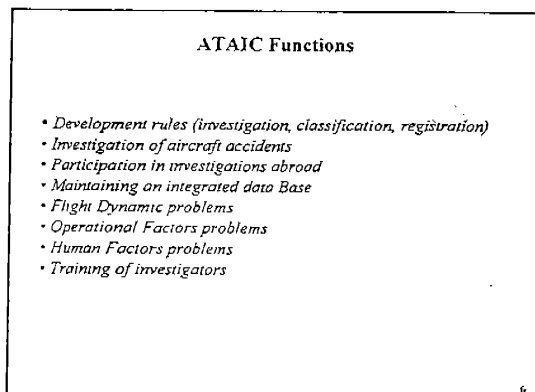 ATAIC Functions
• Development rules (investigation, classification, registration)
• Investigation of aircraft accidents
• Participation in investigations abroad
• Maintaining an integrated data Base
• Flight Dynamic problems
• Operational Factors problems
• Human Factors problems
• Training of investigators